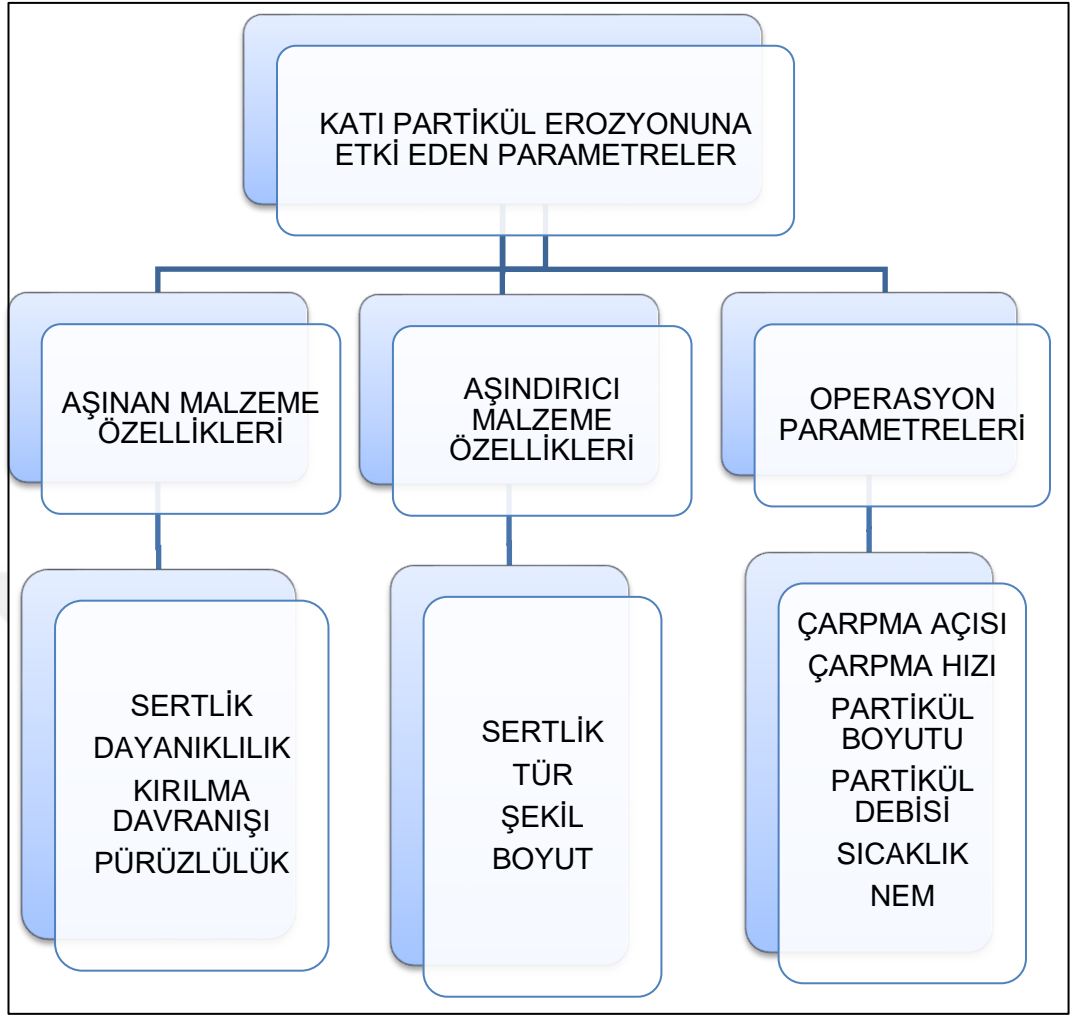 KATI PARTİKÜL EROZYONUNA
ETKİ EDEN PARAMETRELER
AŞINAN MALZEME
ÖZELLİKLERİ
AŞINDIRICI
MALZEME
ÖZELLİKLERİ
OPERASYON
PARAMETRELERİ
SERTLİK
DAYANIKLILIK
KIRILMA
DAVRANIŞI
PÜRÜZLÜLÜK
SERTLİK
TÜR
ŞEKİL
BOYUT
ÇARPMA AÇISI
ÇARPMA HIZI
PARTİKÜL
BOYUTU
PARTİKÜL
DEBİSİ
SICAKLIK
NEM